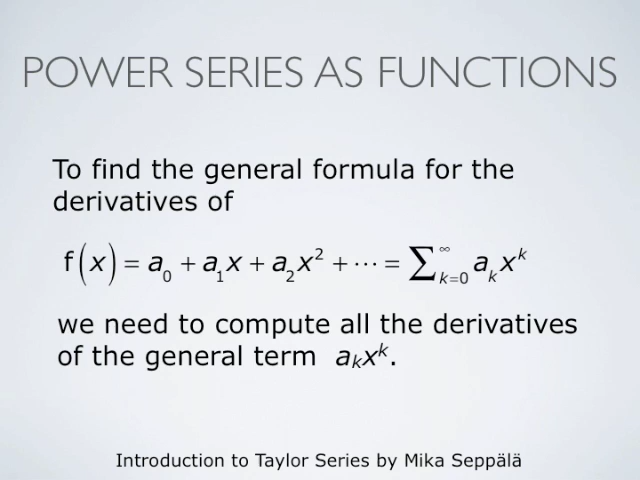 POWER SERIES AS FUNCTIONS
To find the general formula for the
derivatives of
f(x) = a₀ + a₁x + a₂x² + ⋯ = ∑ₖ₌₀^∞ aₖxᵏ
we need to compute all the derivatives
of the general term aₖxᵏ.
Introduction to Taylor Series by Mika Seppälä